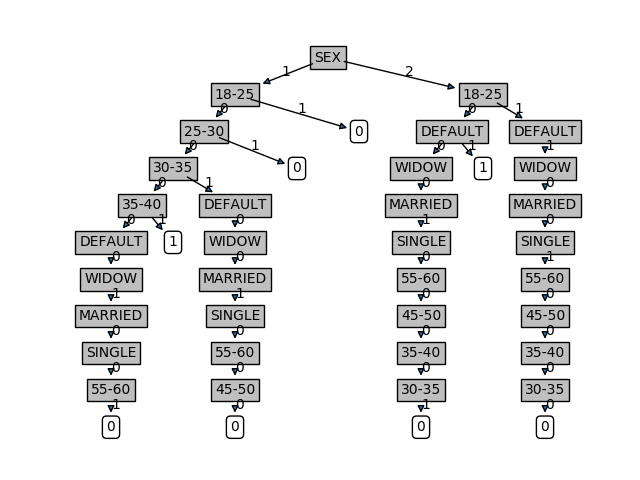 SEX
1 2
18-25 18-25
0 1 0 1
25-30 0 DEFAULT DEFAULT
0 1 0 1 1
30-35 0 WIDOW 1 WIDOW
0 1 0 0
35-40 DEFAULT MARRIED MARRIED
0 1 0 1 0
DEFAULT 1 WIDOW SINGLE SINGLE
0 0 0 1
WIDOW MARRIED 55-60 55-60
1 1 0 0
MARRIED SINGLE 45-50 45-50
0 0 0 0
SINGLE 55-60 35-40 35-40
0 0 0 0
55-60 45-50 30-35 30-35
1 0 1 0
0 0 0 0